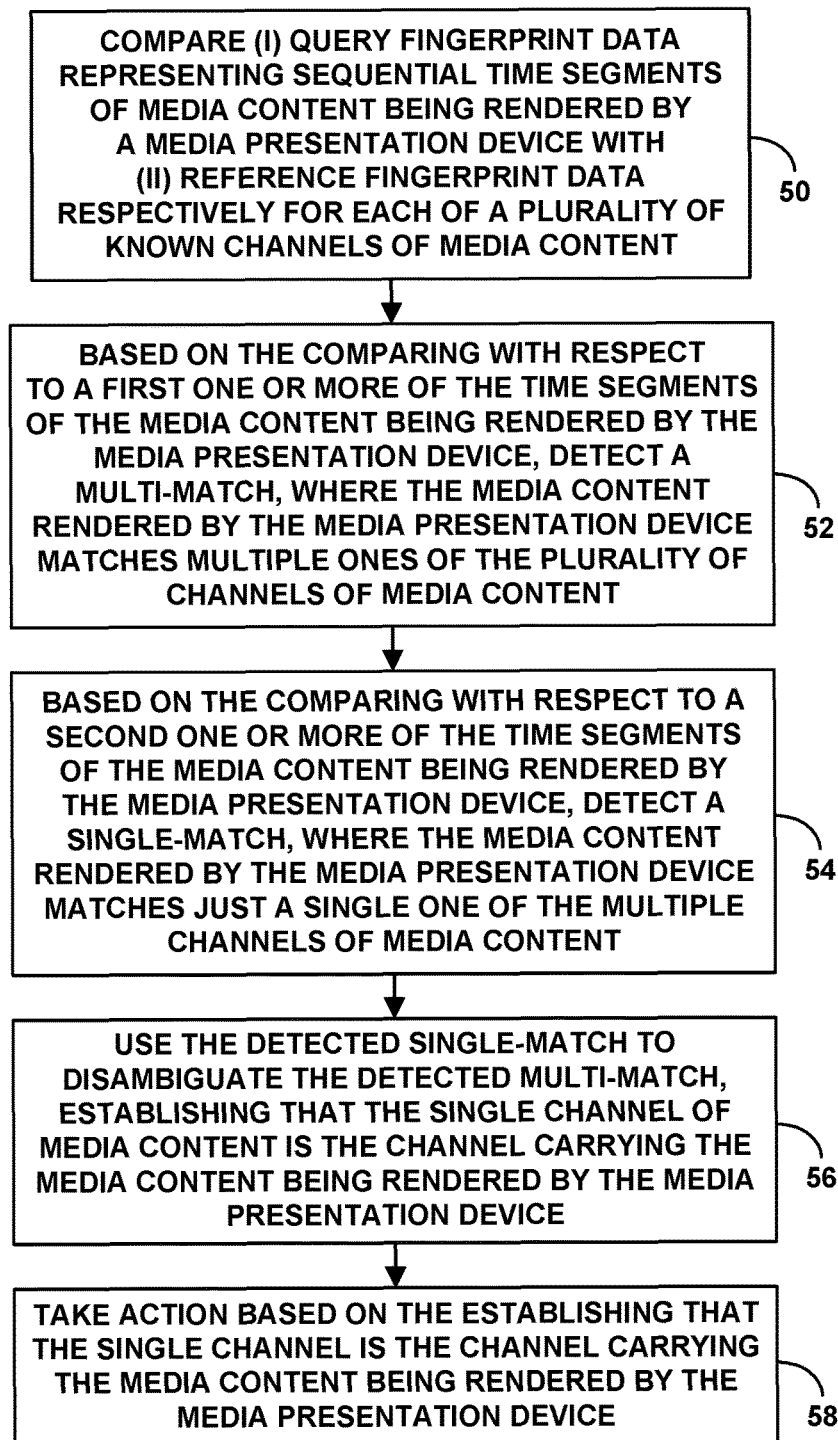 COMPARE (I) QUERY FINGERPRINT DATA
REPRESENTING SEQUENTIAL TIME SEGMENTS
OF MEDIA CONTENT BEING RENDERED BY
A MEDIA PRESENTATION DEVICE WITH
(II) REFERENCE FINGERPRINT DATA
RESPECTIVELY FOR EACH OF A PLURALITY OF
KNOWN CHANNELS OF MEDIA CONTENT
50
BASED ON THE COMPARING WITH RESPECT
TO A FIRST ONE OR MORE OF THE TIME SEGMENTS
OF THE MEDIA CONTENT BEING RENDERED BY THE
MEDIA PRESENTATION DEVICE, DETECT A
MULTI-MATCH, WHERE THE MEDIA CONTENT
RENDERED BY THE MEDIA PRESENTATION DEVICE
MATCHES MULTIPLE ONES OF THE PLURALITY OF
CHANNELS OF MEDIA CONTENT
52
BASED ON THE COMPARING WITH RESPECT TO A
SECOND ONE OR MORE OF THE TIME SEGMENTS
OF THE MEDIA CONTENT BEING RENDERED BY
THE MEDIA PRESENTATION DEVICE, DETECT A
SINGLE-MATCH, WHERE THE MEDIA CONTENT
RENDERED BY THE MEDIA PRESENTATION DEVICE
MATCHES JUST A SINGLE ONE OF THE MULTIPLE
CHANNELS OF MEDIA CONTENT
54
USE THE DETECTED SINGLE-MATCH TO
DISAMBIGUATE THE DETECTED MULTI-MATCH,
ESTABLISHING THAT THE SINGLE CHANNEL OF
MEDIA CONTENT IS THE CHANNEL CARRYING THE
MEDIA CONTENT BEING RENDERED BY THE MEDIA
PRESENTATION DEVICE
56
TAKE ACTION BASED ON THE ESTABLISHING THAT
THE SINGLE CHANNEL IS THE CHANNEL CARRYING
THE MEDIA CONTENT BEING RENDERED BY THE
MEDIA PRESENTATION DEVICE
58